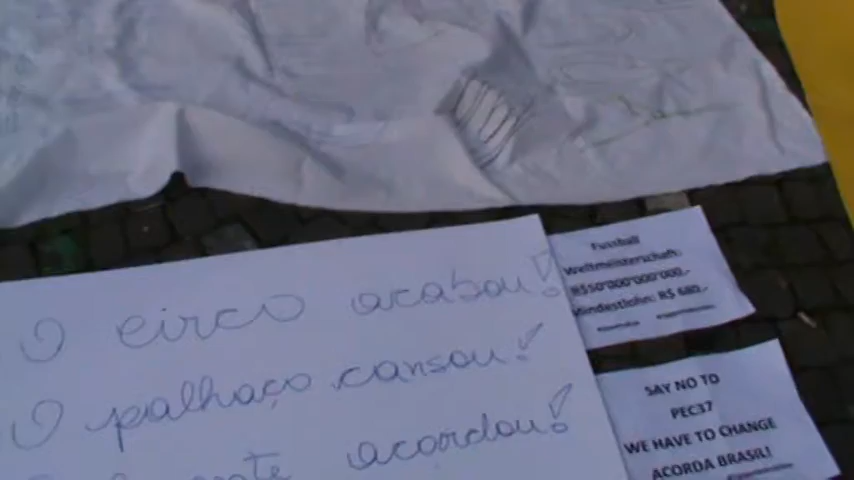 O circo acabou!
O palhaço cansou!
acordou!
Fussball
Weltmeisterschaft:
R$50'000'000'000.-
Mindestlohn: R$ 680.-
SAY NO TO
PEC37
WE HAVE TO CHANGE
ACORDA BRASIL!